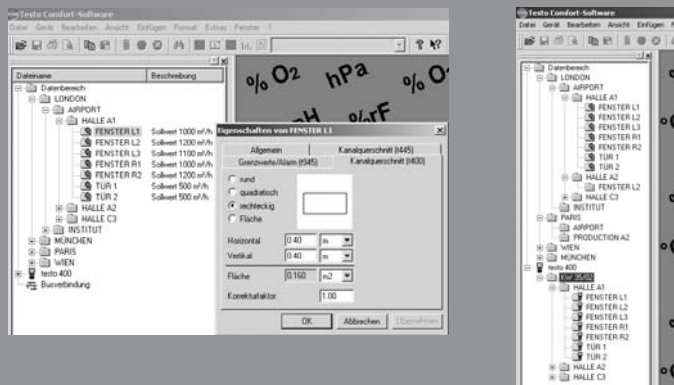 Testo Comfort-Software
Datei Gerät Bearbeiten Ansicht Einfügen Format Extras Fenster ?
Dateiname Beschreibung
Datenbereich
LONDON
AIRPORT
HALLE A1
FENSTER L1 Sollwert 1000 m³/h
FENSTER L2 Sollwert 1200 m³/h
FENSTER L3 Sollwert 1100 m³/h
FENSTER R1 Sollwert 1000 m³/h
FENSTER R2 Sollwert 1200 m³/h
TÜR 1 Sollwert 500 m³/h
TÜR 2 Sollwert 500 m³/h
HALLE A2
HALLE C3
INSTITUT
MÜNCHEN
PARIS
WIEN
testo 400
Busverbindung
% O2 hPa % O
pH %rF
Eigenschaften von FENSTER L1
Allgemein Kanalquerschnitt (t445)
Grenzwerte/Alarm (t945) Kanalquerschnitt (t400)
rund
quadratisch
rechteckig
Fläche
Horizontal 0.40 m
Vertikal 0.40 m
Fläche 0.160 m2
Korrekturfaktor 1.00
OK Abbrechen Übernehmen
Testo Comfort-Software
Datei Gerät Bearbeiten Ansicht Einfügen
Datenbereich
LONDON
AIRPORT
HALLE A1
FENSTER L1
FENSTER L2
FENSTER L3
FENSTER R1
FENSTER R2
TÜR 1
TÜR 2
HALLE A2
FENSTER L2
HALLE C3
INSTITUT
PARIS
AIRPORT
PRODUCTION A2
WIEN
MÜNCHEN
testo 400
KW 35/02
HALLE A1
FENSTER L1
FENSTER L2
FENSTER L3
FENSTER R1
FENSTER R2
TÜR 1
TÜR 2
HALLE A2
HALLE C3